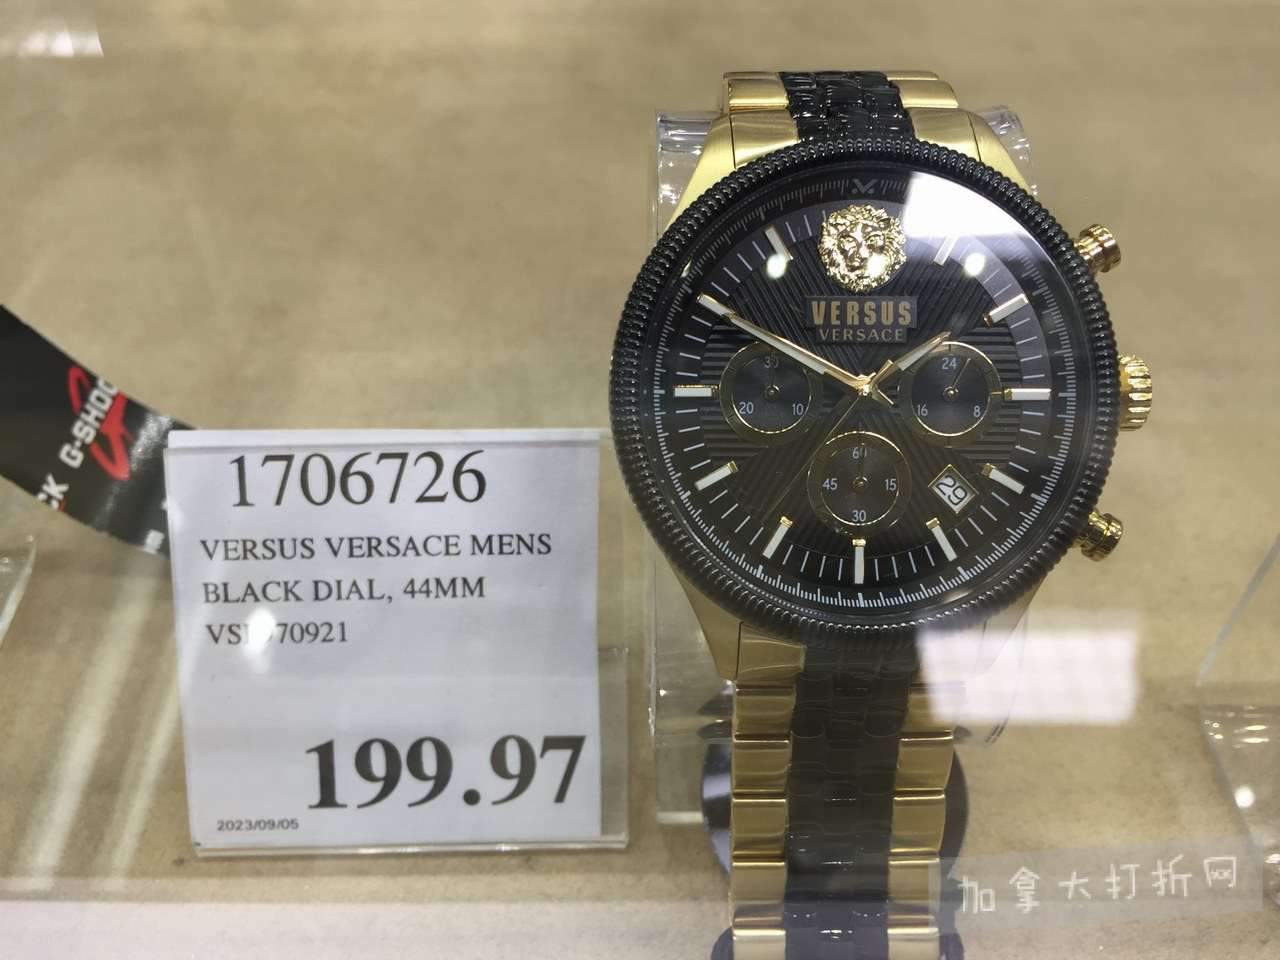 VERSUS
VERSACE
30
20 10
24
16 8
60
45 15
30
29
G-SHOCK
1706726
VERSUS VERSACE MENS
BLACK DIAL, 44MM
199.97
2023/09/05
加拿大打折网